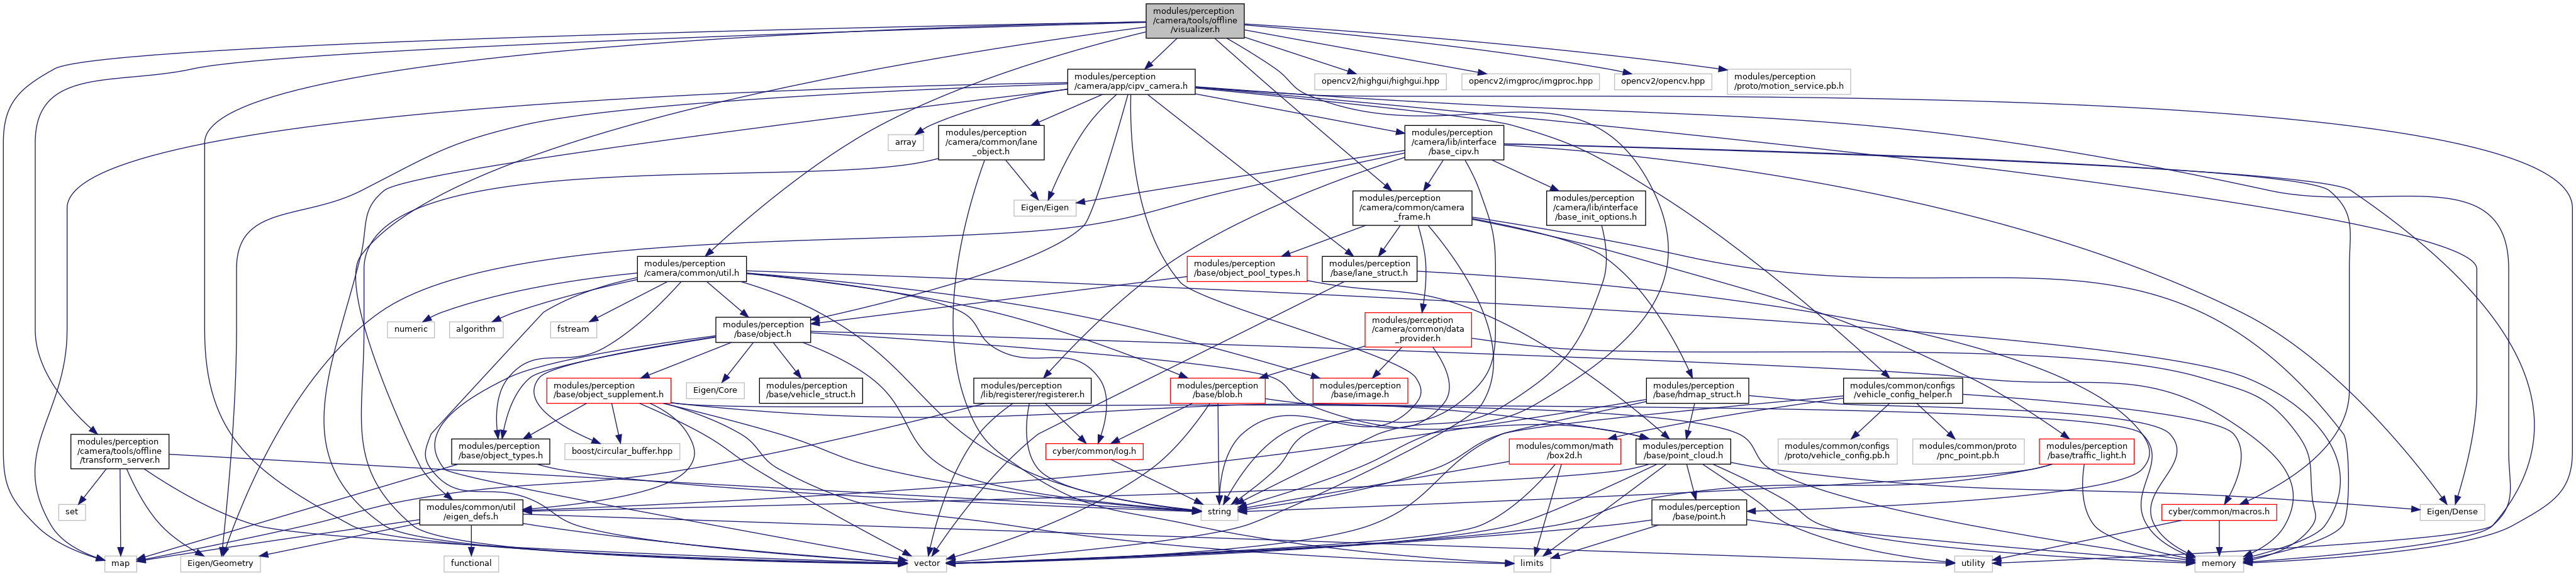 modules/perception
/camera/tools/offline
/visualizer.h
modules/perception
/camera/app/cipv_camera.h
opencv2/highgui/highgui.hpp
opencv2/imgproc/imgproc.hpp
opencv2/opencv.hpp
modules/perception
/proto/motion_service.pb.h
array
modules/perception
/camera/common/lane
_object.h
modules/perception
/camera/lib/interface
/base_cipv.h
Eigen/Eigen
modules/perception
/camera/common/camera
_frame.h
modules/perception
/camera/lib/interface
/base_init_options.h
modules/perception
/camera/common/util.h
modules/perception
/base/object_pool_types.h
modules/perception
/base/lane_struct.h
numeric
algorithm
fstream
modules/perception
/base/object.h
modules/perception
/camera/common/data
_provider.h
modules/perception
/base/object_supplement.h
Eigen/Core
modules/perception
/base/vehicle_struct.h
modules/perception
/lib/registerer/registerer.h
modules/perception
/base/blob.h
modules/perception
/base/image.h
modules/perception
/base/hdmap_struct.h
modules/common/configs
/vehicle_config_helper.h
modules/perception
/camera/tools/offline
/transform_server.h
modules/perception
/base/object_types.h
boost/circular_buffer.hpp
cyber/common/log.h
modules/common/math
/box2d.h
modules/perception
/base/point_cloud.h
modules/common/configs
/proto/vehicle_config.pb.h
modules/common/proto
/pnc_point.pb.h
modules/perception
/base/traffic_light.h
set
modules/common/util
/eigen_defs.h
string
modules/perception
/base/point.h
cyber/common/macros.h
Eigen/Dense
map
Eigen/Geometry
functional
vector
limits
utility
memory